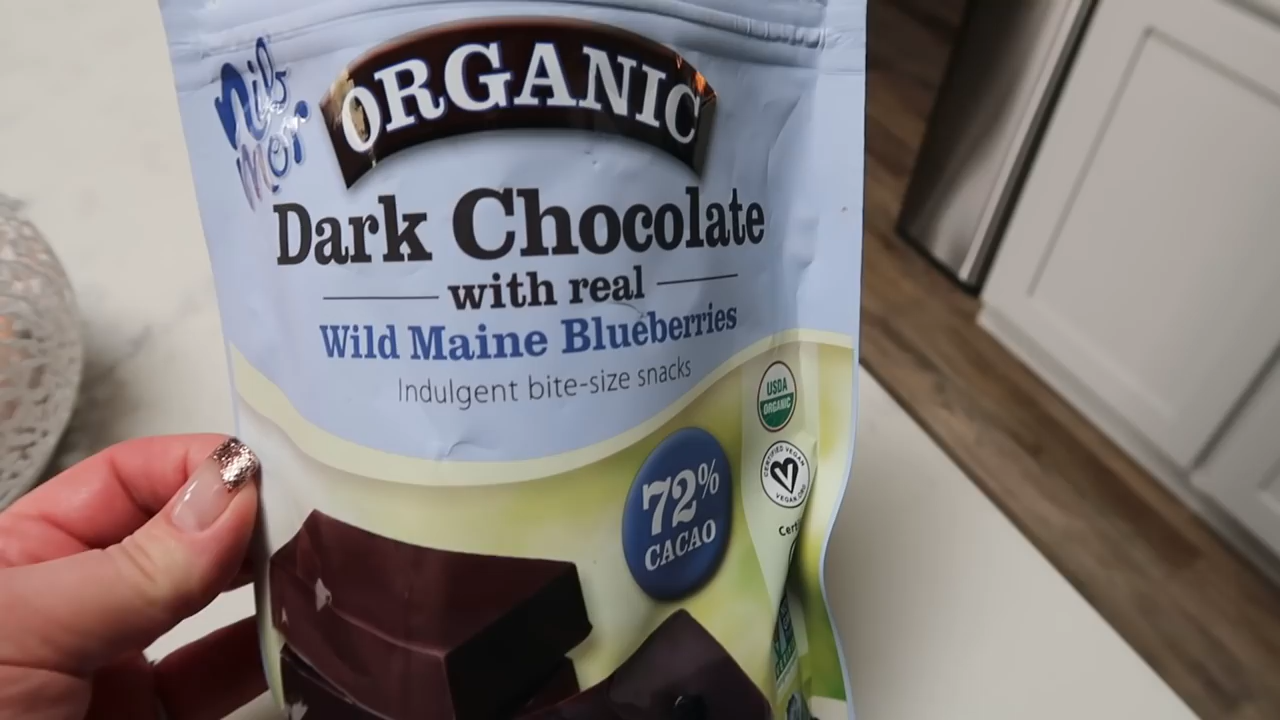 nib
mor
ORGANIC
Dark Chocolate
with real
Wild Maine Blueberries
Indulgent bite-size snacks
USDA
ORGANIC
CERTIFIED VEGAN
VEGAN.ORG
72%
CACAO